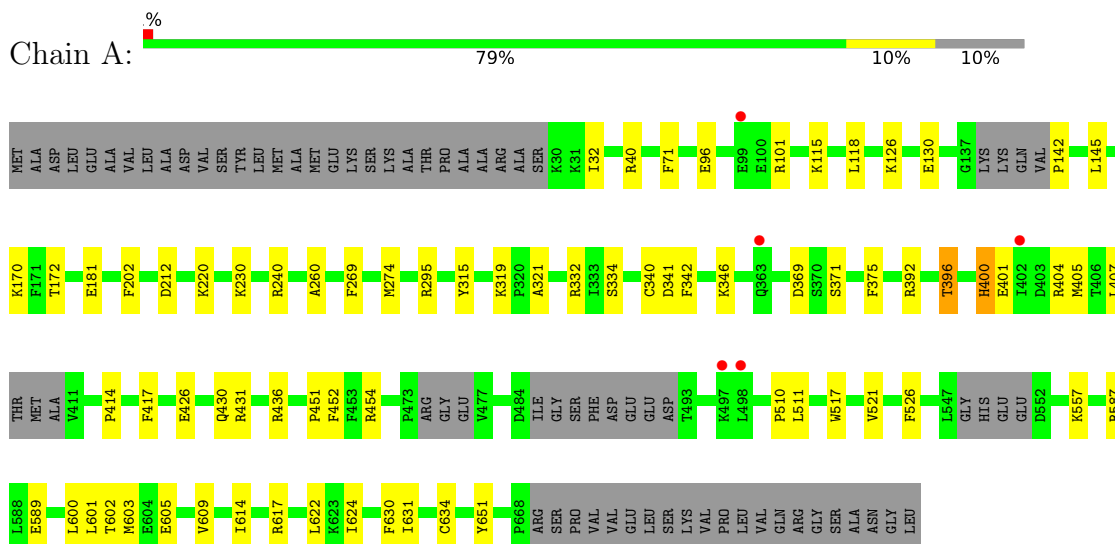 .%
Chain A:
79% 10% 10%
MET ALA ASP LEU GLU ALA VAL LEU ALA ASP VAL SER TYR LEU MET ALA MET GLU LYS SER LYS ALA THR PRO ALA ALA ARG ALA SER K30 K31 I32 R40 F71 E96 E99 E100 R101 K115 L118 K126 E130 G137 LYS LYS GLN VAL P142 L145
K170 F171 T172 E181 F202 D212 K220 K230 R240 A260 F269 M274 R295 Y315 K319 P320 A321 R332 I333 S334 C340 D341 F342 K346 Q363 D369 S370 S371 F375 R392 T396 H400 E401 I402 D403 R404 M405 T406 L407
THR MET ALA V411 P414 F417 E426 Q430 R431 R436 P451 F452 F453 R454 P473 ARG GLY GLU V477 D484 ILE GLY SER PHE ASP GLU GLU ASP T493 K497 L498 P510 L511 W517 V521 F526 L547 GLY HIS GLU GLU D552 K557 R587
L588 E589 L600 L601 T602 M603 E604 E605 V609 I614 R617 L622 K623 I624 F630 I631 C634 Y651 P668 ARG SER PRO VAL VAL GLU LEU SER LYS VAL PRO LEU VAL GLN ARG GLY SER ALA ASN GLY LEU